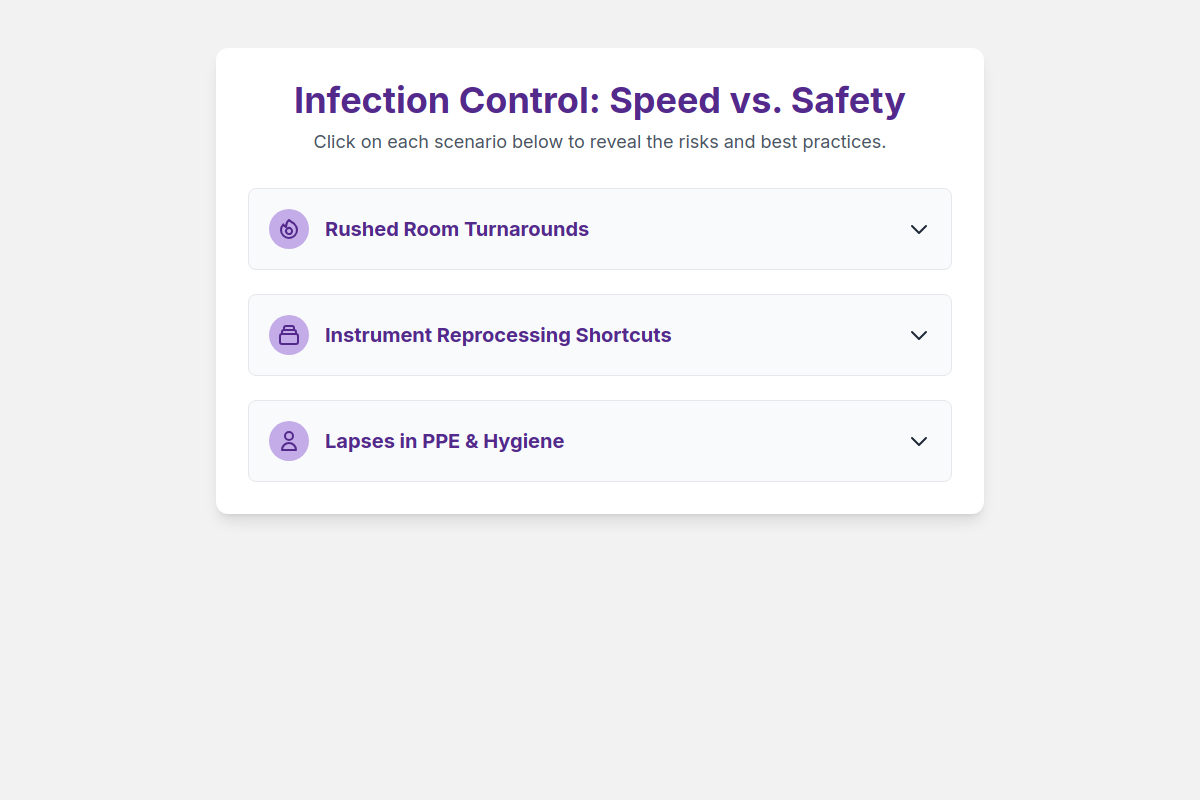 Infection Control: Speed vs. Safety
Click on each scenario below to reveal the risks and best practices.
Rushed Room Turnarounds
Instrument Reprocessing Shortcuts
Lapses in PPE & Hygiene